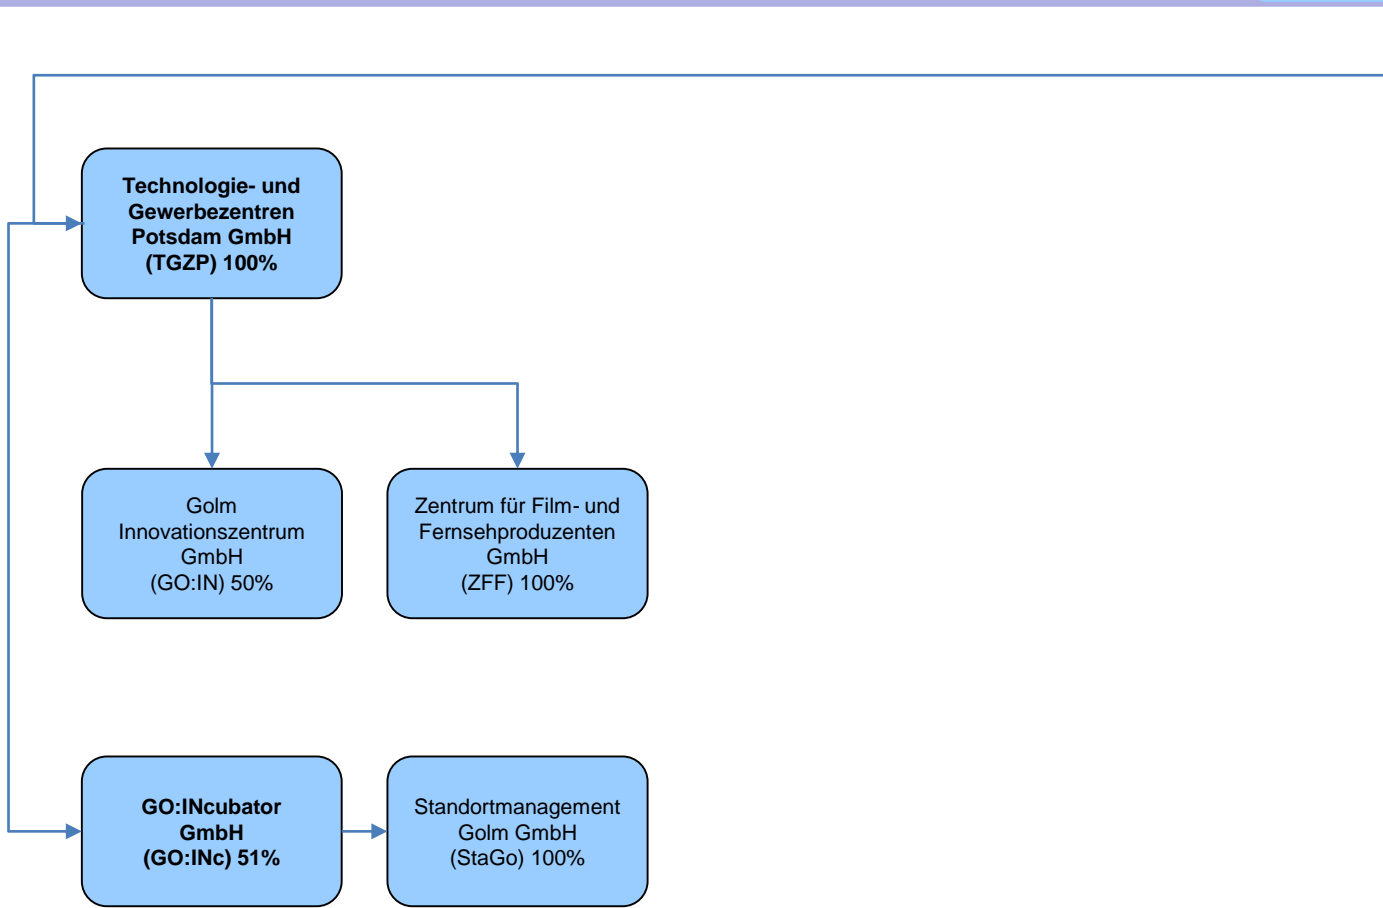 Technologie- und
Gewerbezentren
Potsdam GmbH
(TGZP) 100%
Golm
Innovationszentrum
GmbH
(GO:IN) 50%
Zentrum für Film- und
Fernsehproduzenten
GmbH
(ZFF) 100%
GO:INcubator
GmbH
(GO:INc) 51%
Standortmanagement
Golm GmbH
(StaGo) 100%